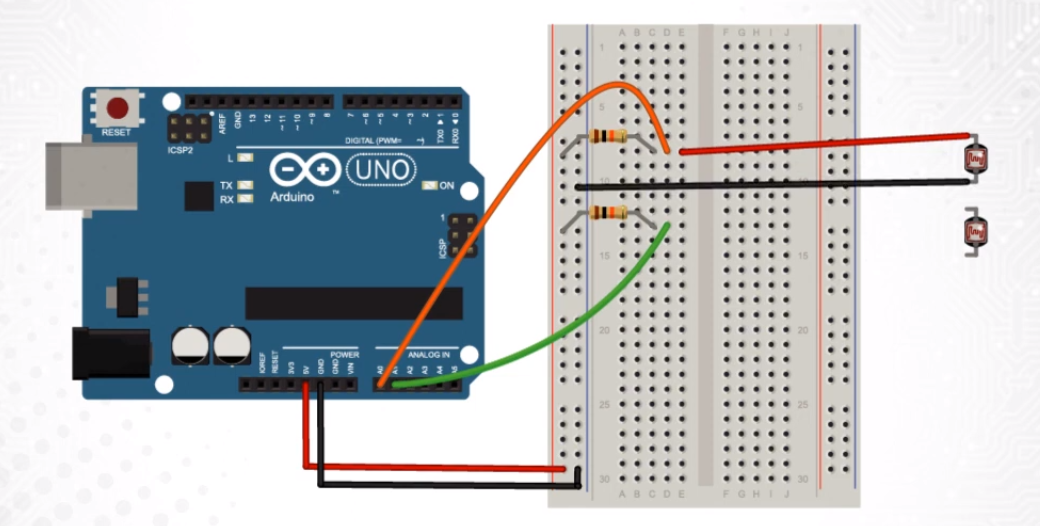 RESET
ICSP2
AREF
GND
13
12
~11
~10
~9
8
7
~6
~5
4
~3
2
TX0 ▶1
RX0 ◀0
DIGITAL (PWM=
L
TX
RX
UNO
ON
Arduino
™
1
ICSP
POWER
ANALOG IN
IOREF
RESET
3V3
5V
GND
GND
VIN
A0
A1
A2
A3
A4
A5
A B C D E F G H I J
1 1
5 5
10 10
15 15
20 20
25 25
30 30
A B C D E F G H I J